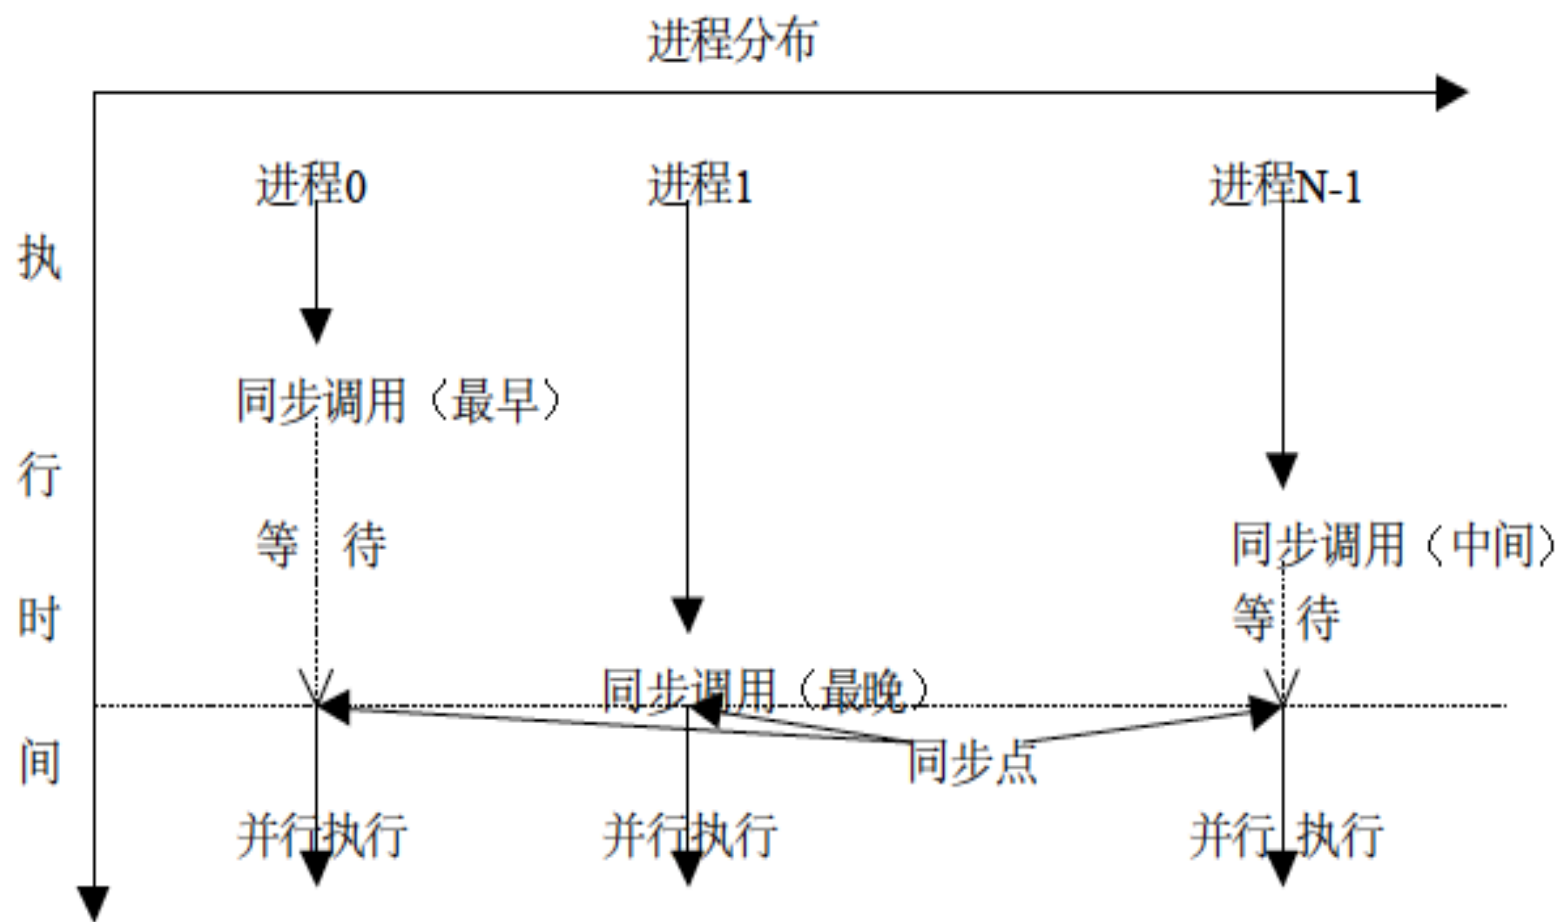 进程分布
进程0
进程1
进程N-1
执行时间
同步调用（最早）
等 待
同步调用（中间）
等 待
同步调用（最晚）
同步点
并行执行
并行执行
并行 执行